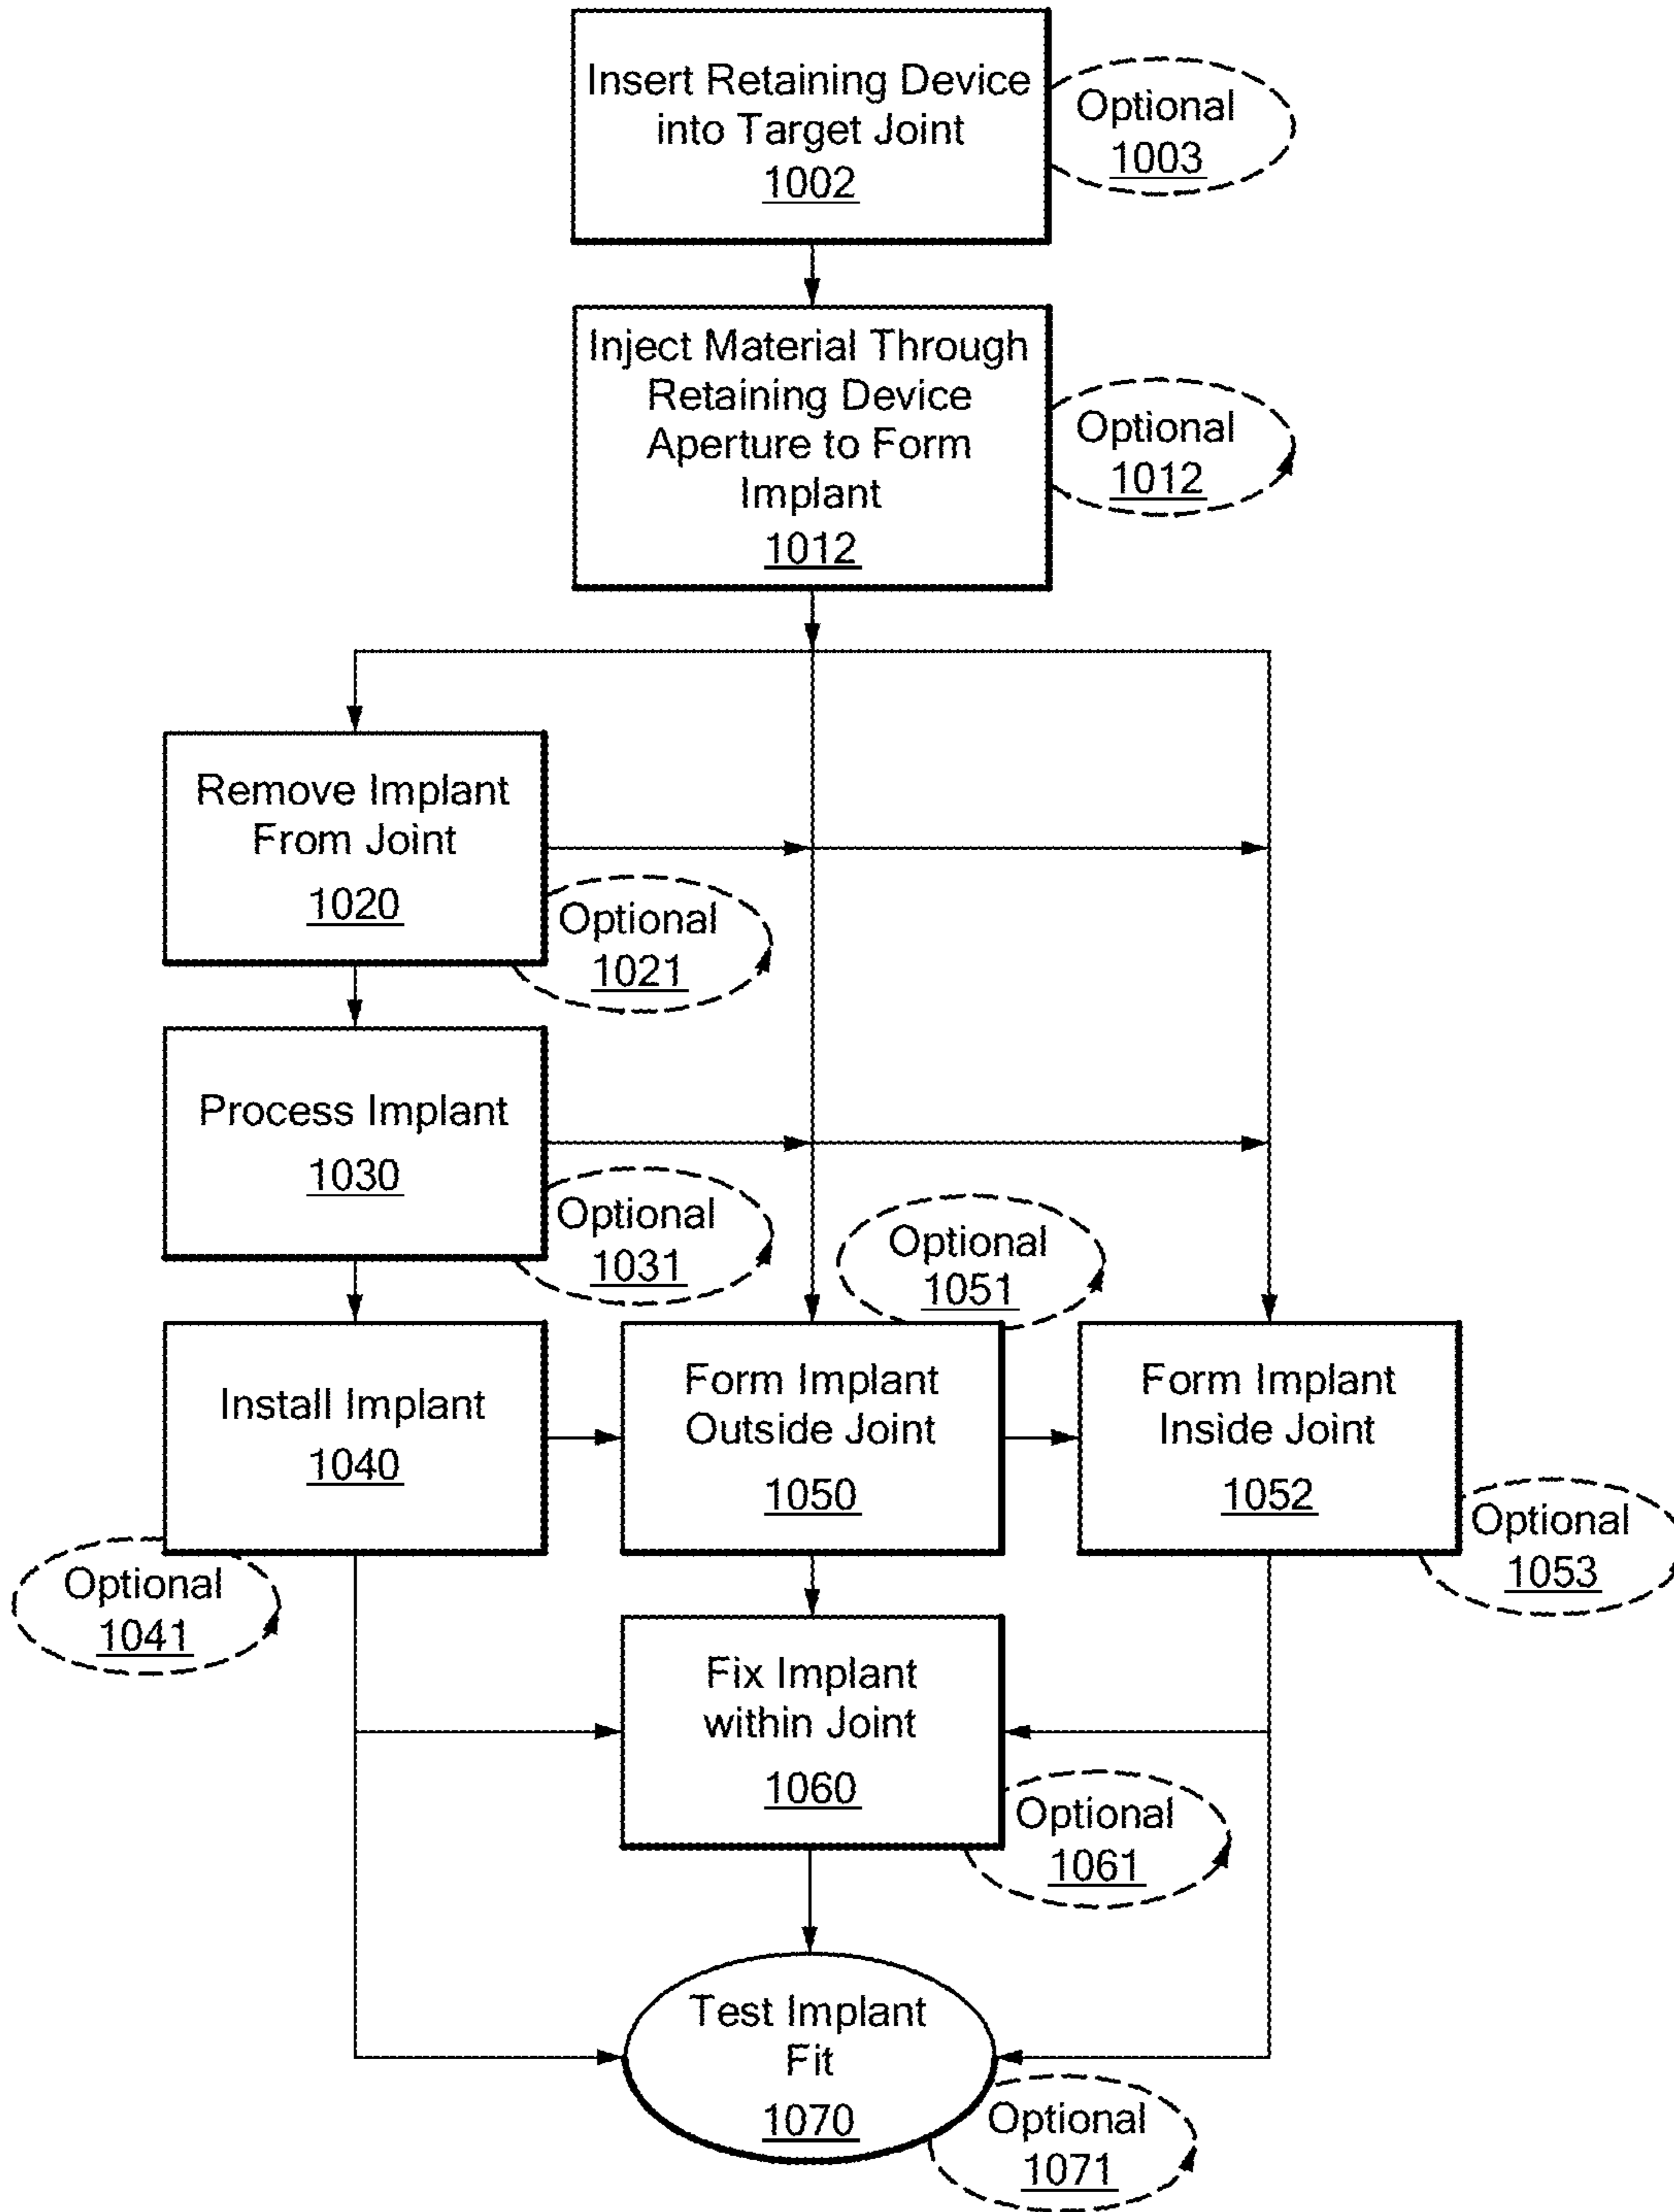 Insert Retaining Device
into Target Joint
1002
Optional
1003
Inject Material Through
Retaining Device
Aperture to Form
Implant
1012
Optional
1012
Remove Implant
From Joint
1020
Optional
1021
Process Implant
1030
Optional
1031
Optional
1051
Install Implant
1040
Optional
1041
Form Implant
Outside Joint
1050
Form Implant
Inside Joint
1052
Optional
1053
Fix Implant
within Joint
1060
Optional
1061
Test Implant
Fit
1070
Optional
1071